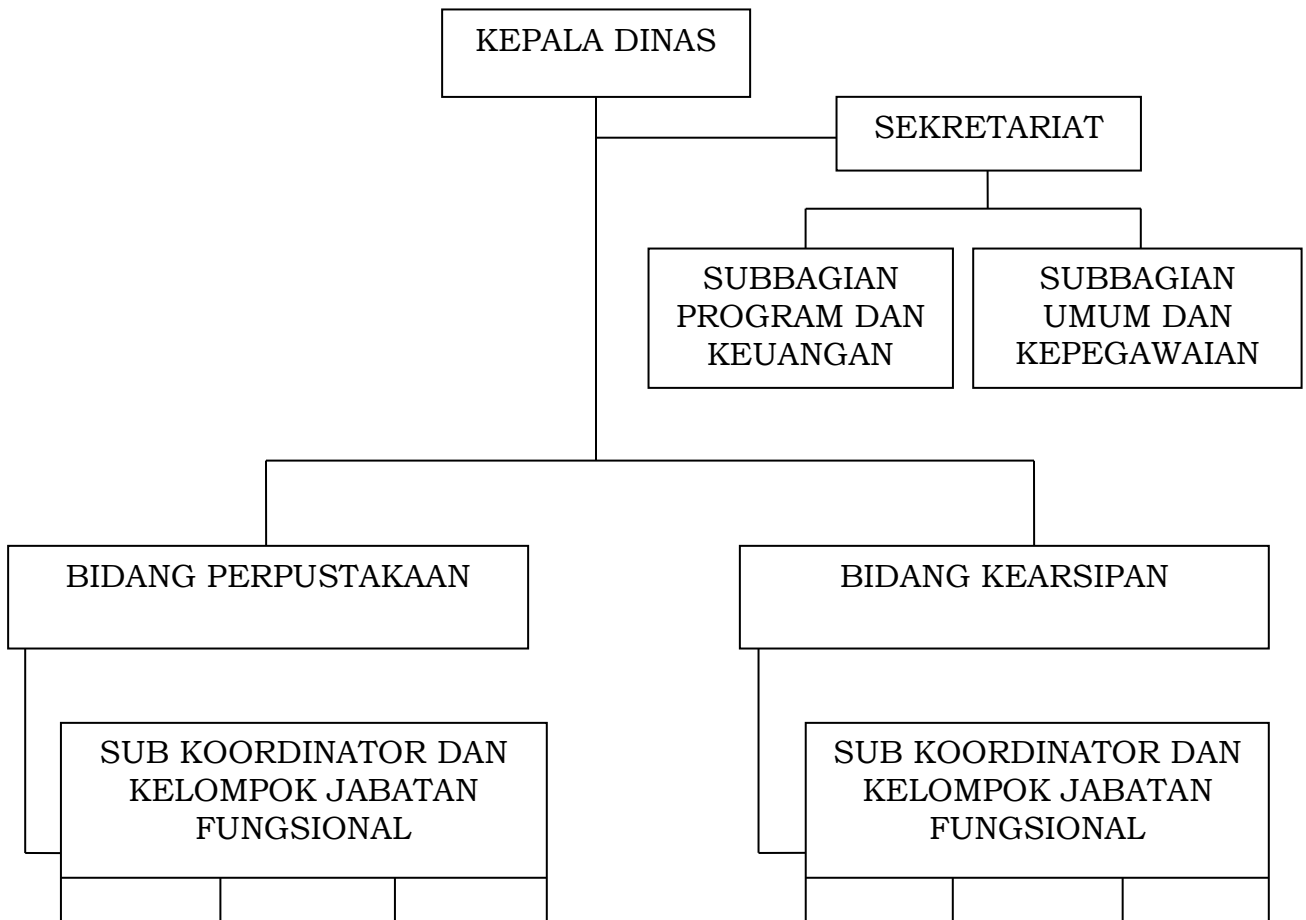 KEPALA DINAS
SEKRETARIAT
SUBBAGIAN
PROGRAM DAN
KEUANGAN
SUBBAGIAN
UMUM DAN
KEPEGAWAIAN
BIDANG PERPUSTAKAAN
BIDANG KEARSIPAN
SUB KOORDINATOR DAN
KELOMPOK JABATAN
FUNGSIONAL
SUB KOORDINATOR DAN
KELOMPOK JABATAN
FUNGSIONAL